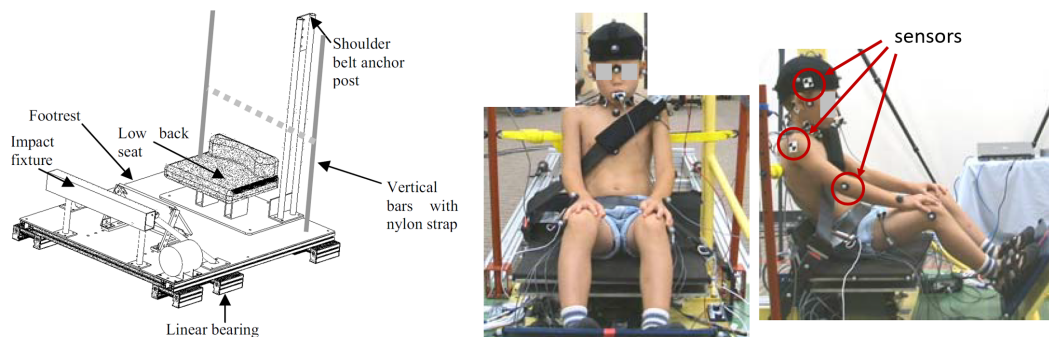 Shoulder
belt anchor
post
Footrest
Impact
fixture
Low back
seat
Vertical
bars with
nylon strap
Linear bearing
sensors